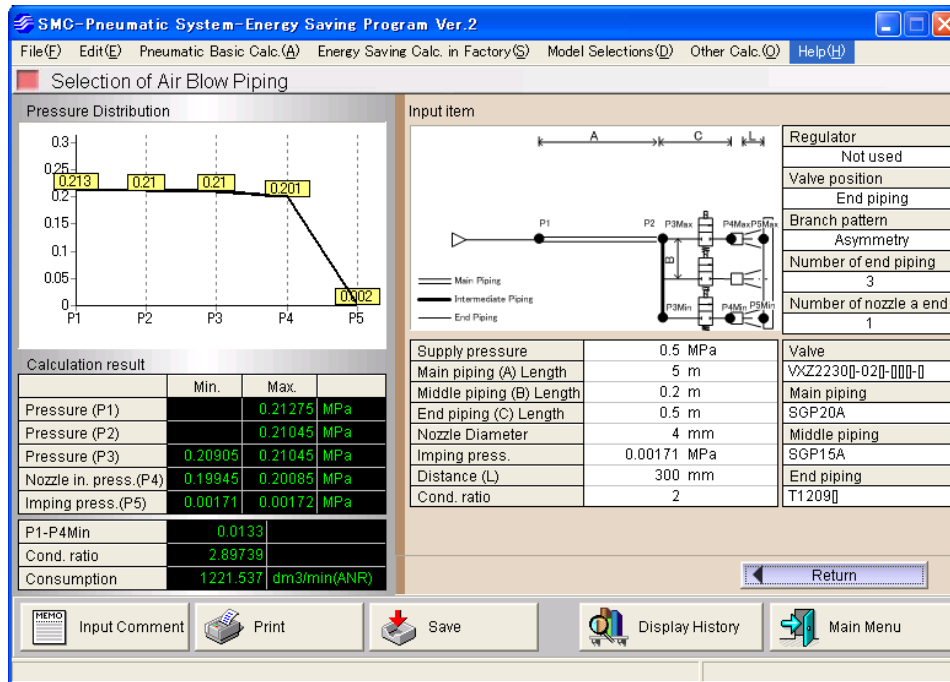 SMC-Pneumatic System-Energy Saving Program Ver.2
File(F) Edit(E) Pneumatic Basic Calc.(A) Energy Saving Calc. in Factory(S) Model Selections(D) Other Calc.(O) Help(H)
Selection of Air Blow Piping
Pressure Distribution
0.3
0.25
0.2
0.15
0.1
0.05
0
0.213 0.21 0.21 0.201 0.002
P1 P2 P3 P4 P5
Calculation result
Min. Max.
Pressure (P1) 0.21275 MPa
Pressure (P2) 0.21045 MPa
Pressure (P3) 0.20905 0.21045 MPa
Nozzle in. press.(P4) 0.19945 0.20085 MPa
Imping press.(P5) 0.00171 0.00172 MPa
P1-P4Min 0.0133
Cond. ratio 2.89739
Consumption 1221.537 dm3/min(ANR)
Input item
A C L
P1 P2 P3Max P4Max P5Max
B
P3Min P4Min P5Min
Main Piping
Intermediate Piping
End Piping
Regulator
Not used
Valve position
End piping
Branch pattern
Asymmetry
Number of end piping
3
Number of nozzle a end
1
Supply pressure 0.5 MPa
Main piping (A) Length 5 m
Middle piping (B) Length 0.2 m
End piping (C) Length 0.5 m
Nozzle Diameter 4 mm
Imping press. 0.00171 MPa
Distance (L) 300 mm
Cond. ratio 2
Valve
VXZ2230[]-02[]-[][][]-[]
Main piping
SGP20A
Middle piping
SGP15A
End piping
T1209[]
Return
MEMO
Input Comment Print Save Display History Main Menu